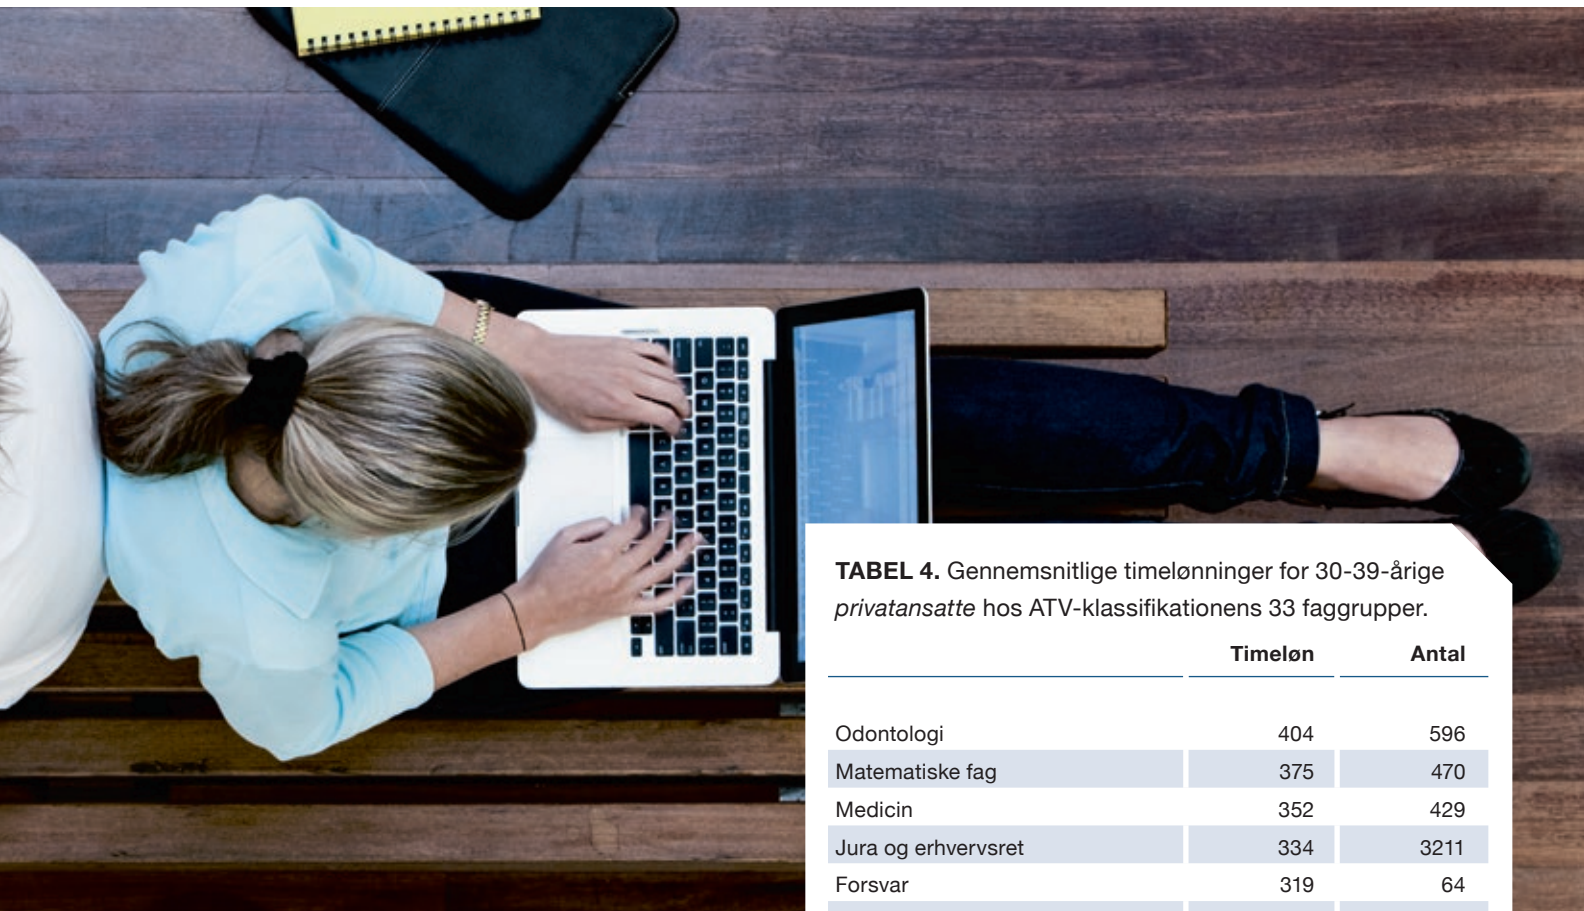 TABEL 4. Gennemsnitlige timelønninger for 30-39-årige
privatansatte hos ATV-klassifikationens 33 faggrupper.
Timeløn Antal
Odontologi 404 596
Matematiske fag 375 470
Medicin 352 429
Jura og erhvervsret 334 3211
Forsvar 319 64